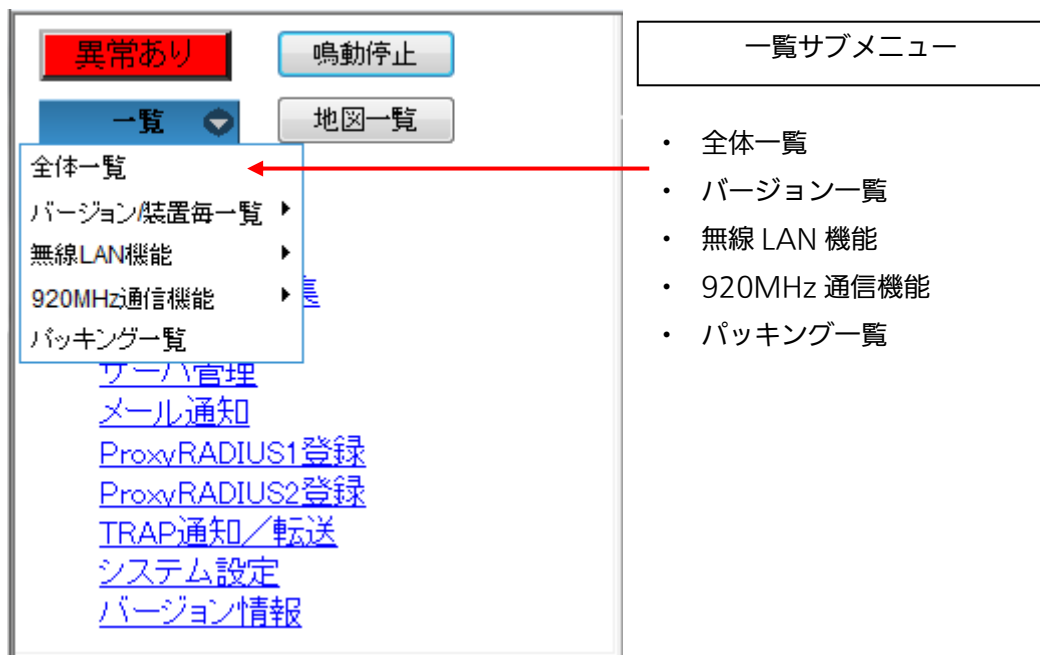 異常あり
鳴動停止
一覧
地図一覧
全体一覧
バージョン/装置毎一覧
無線LAN機能
920MHz通信機能
パッキング一覧
サーバ管理
メール通知
ProxyRADIUS1登録
ProxyRADIUS2登録
TRAP通知／転送
システム設定
バージョン情報
一覧サブメニュー
・ 全体一覧
・ バージョン一覧
・ 無線 LAN 機能
・ 920MHz 通信機能
・ パッキング一覧